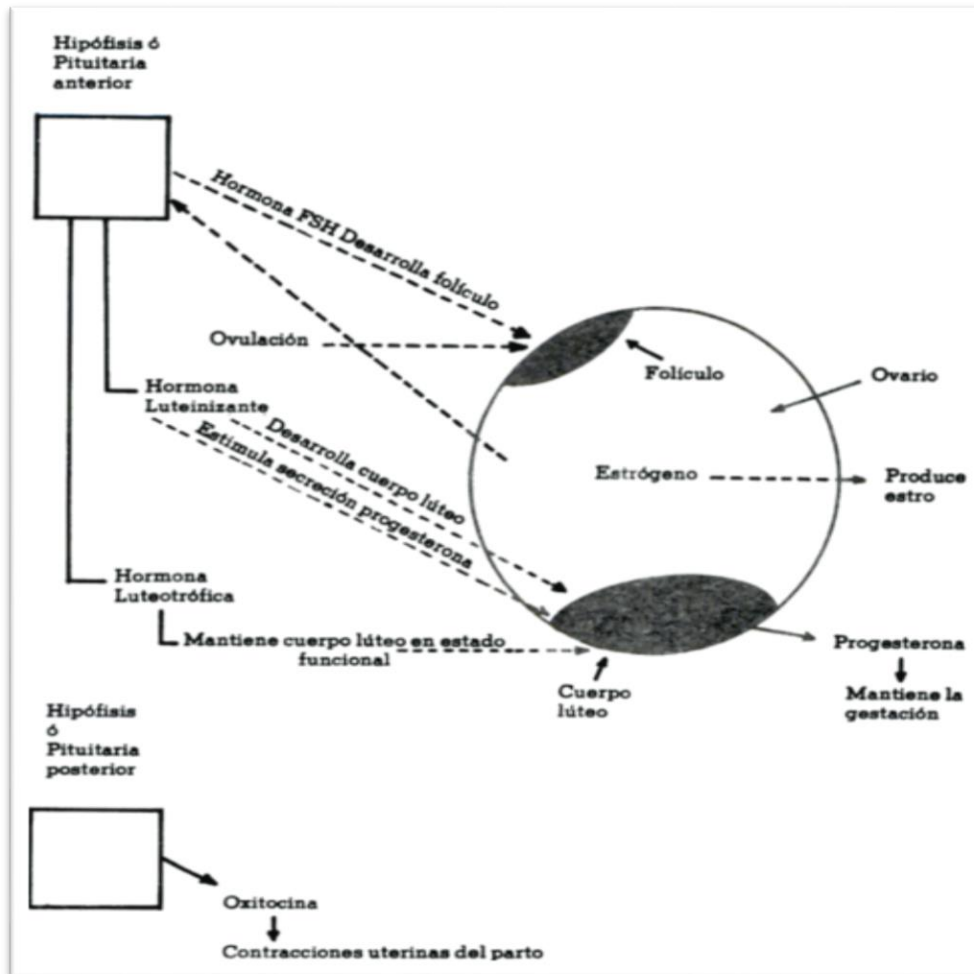 Hipófisis ó
Pituitaria
anterior
Hormona FSH Desarrolla folículo
Ovulación
Folículo
Ovario
Hormona
Luteinizante
Desarrolla cuerpo lúteo
Estimula secreción progesterona
Estrógeno
Produce
estro
Hormona
Luteotrófica
Mantiene cuerpo lúteo en estado
funcional
Progesterona
Cuerpo
lúteo
Mantiene la
gestación
Hipófisis
ó
Pituitaria
posterior
Oxitocina
Contracciones uterinas del parto